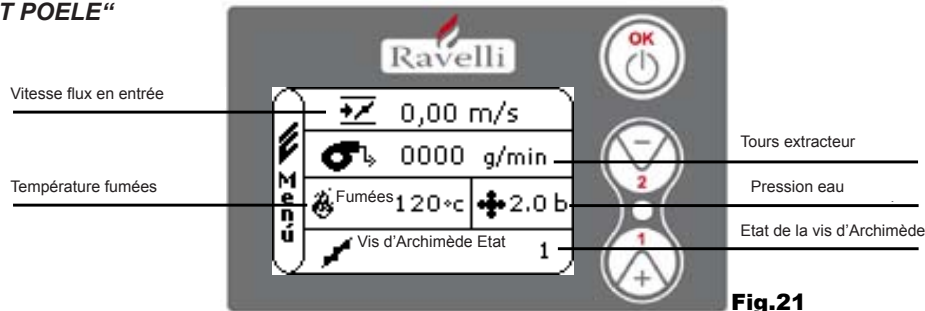 T POELE“
Ravelli
OK
Vitesse flux en entrée
0,00 m/s
0000 g/min
Tours extracteur
Menú
Température fumées
Fumées 120°c
2.0 b
Pression eau
Vis d'Archimède Etat 1
Etat de la vis d'Archimède
−
2
1
+
Fig.21